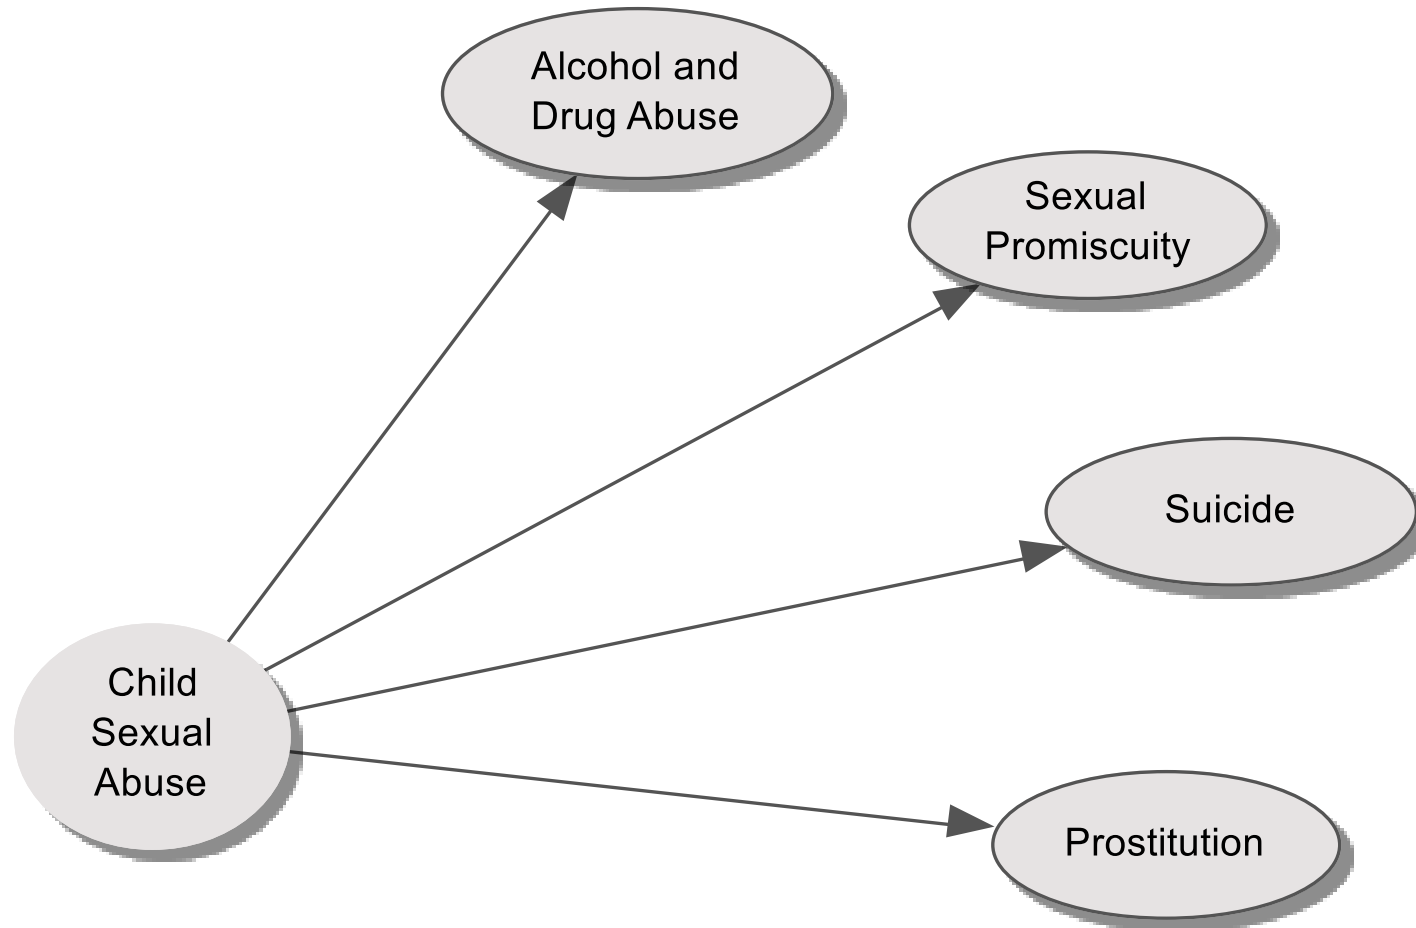 Alcohol and
Drug Abuse
Sexual
Promiscuity
Suicide
Child
Sexual
Abuse
Prostitution